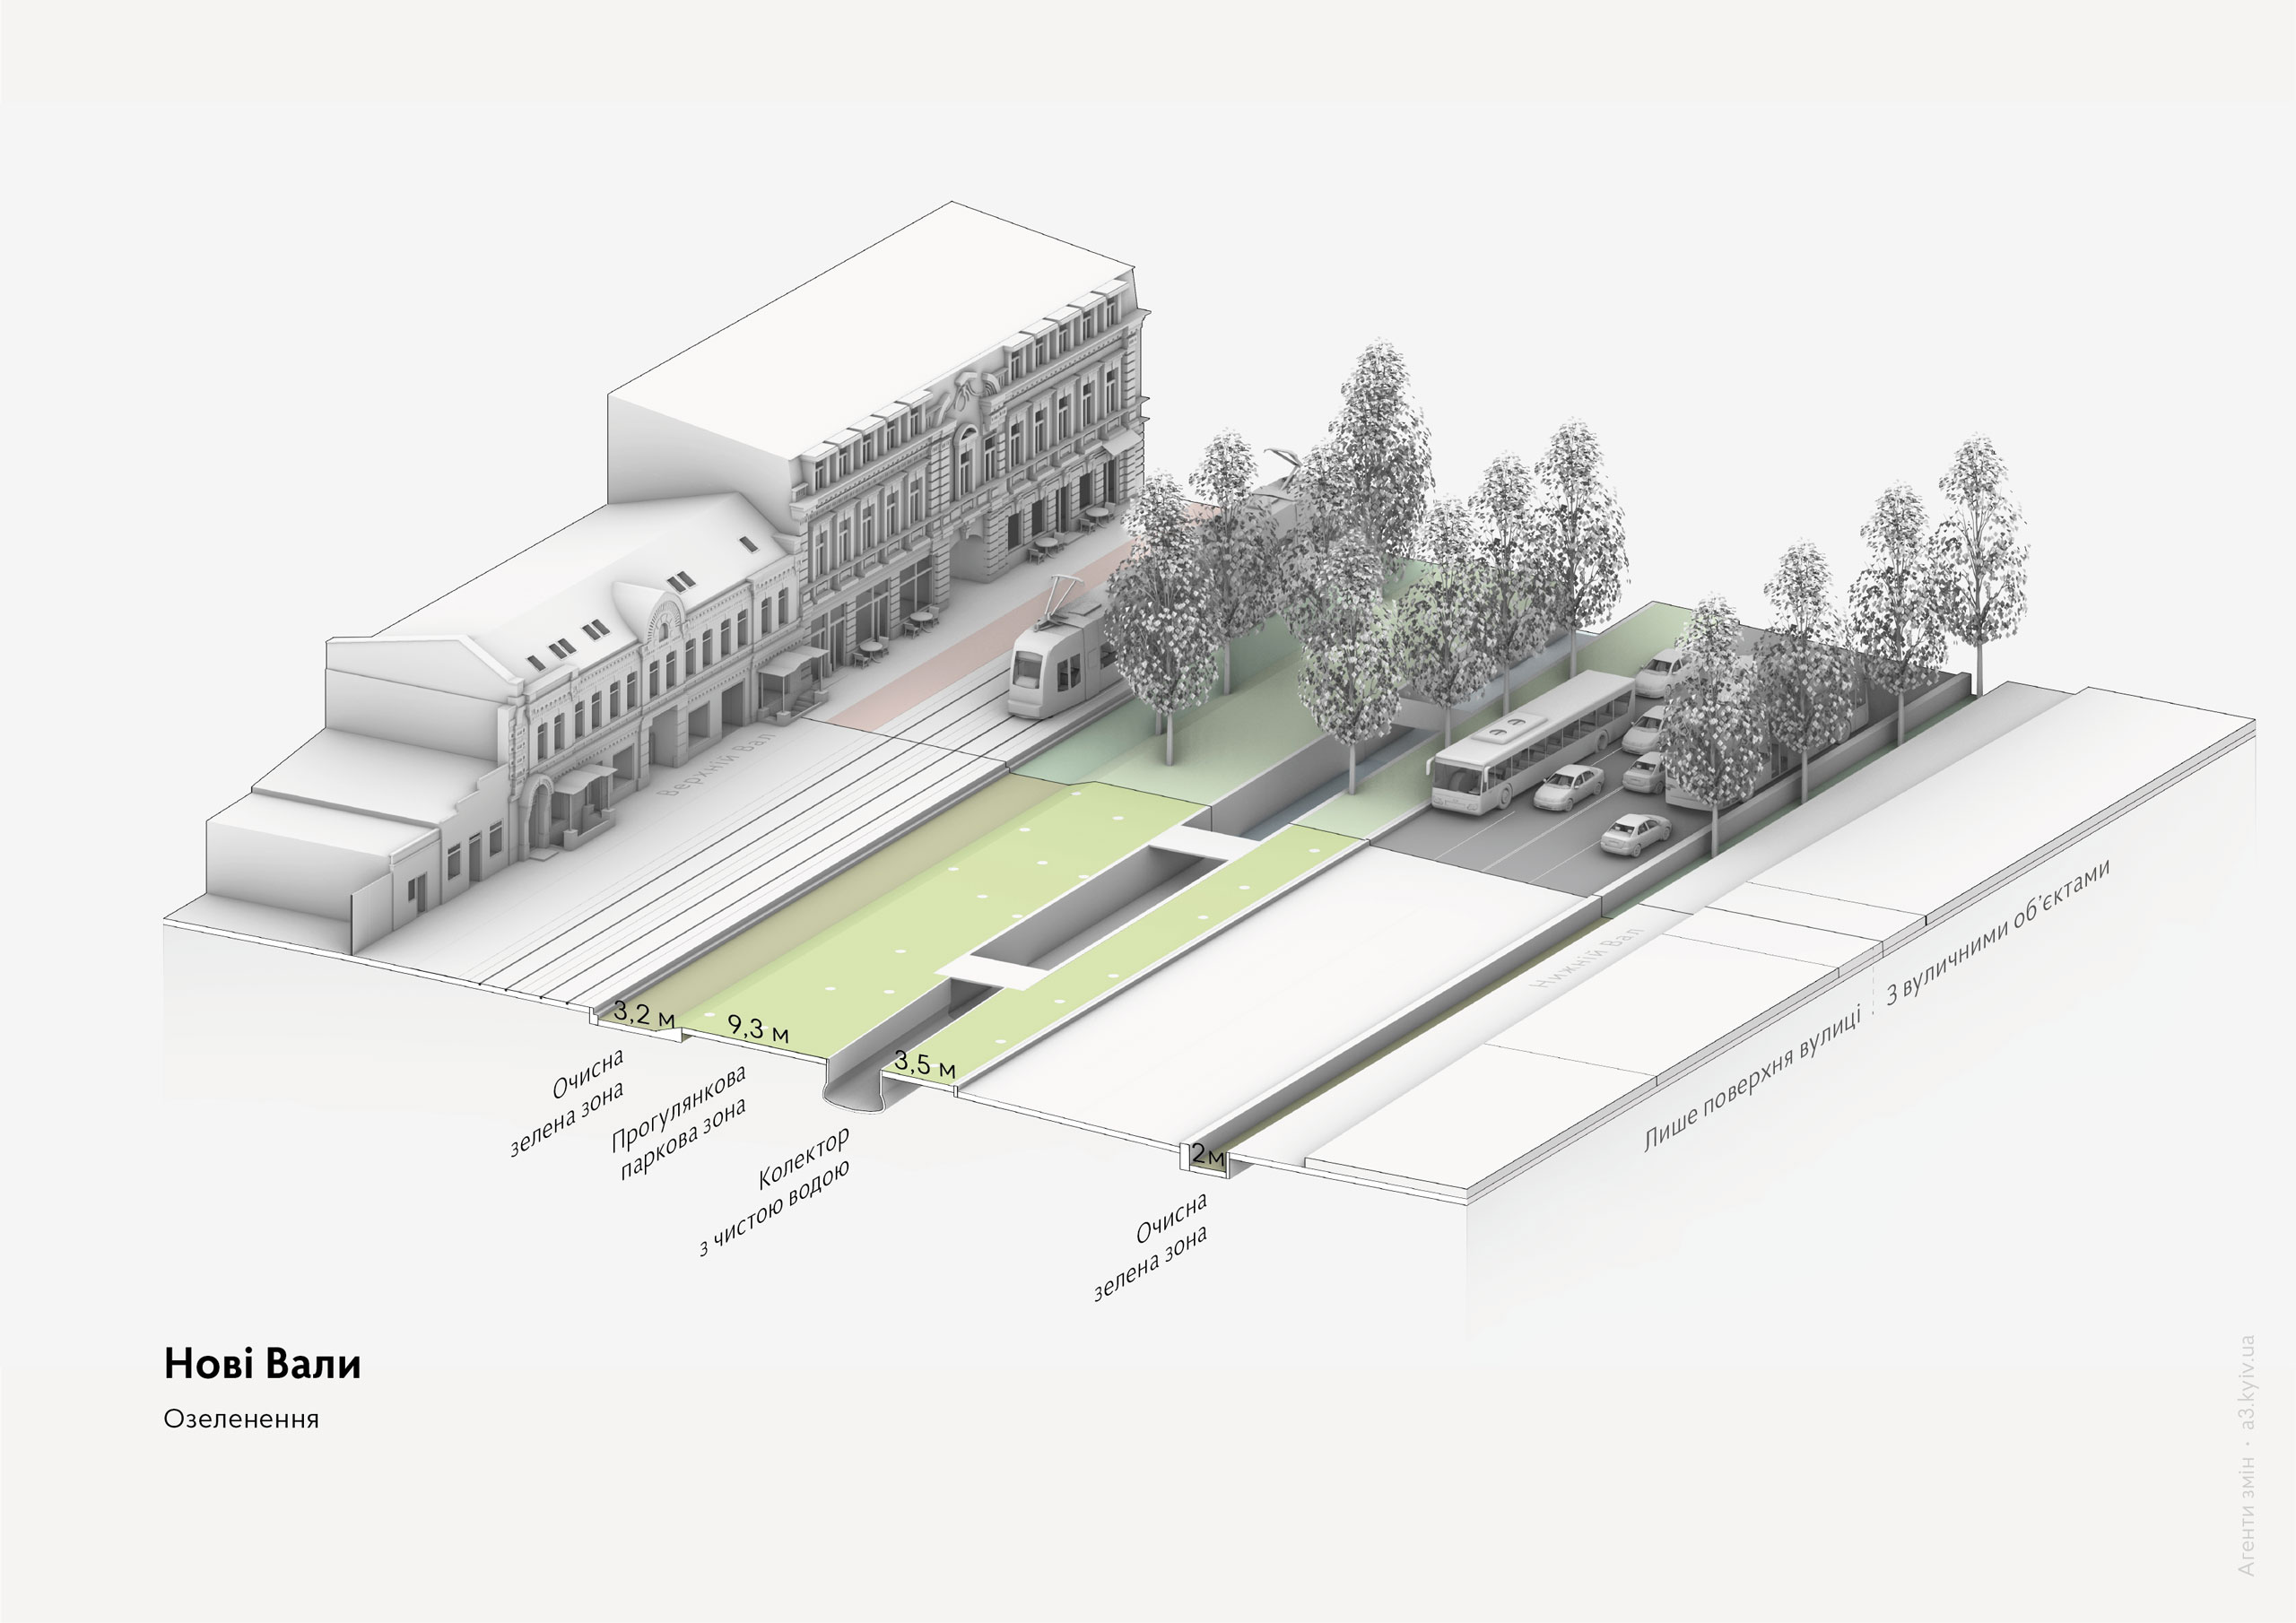 Верхній Вал
Нижній Вал
3,2 м
9,3 м
3,5 м
2м
Очисна
зелена зона
Прогулянкова
паркова зона
Колектор
з чистою водою
Очисна
зелена зона
Лише поверхня вулиці
З вуличними об'єктами
Нові Вали
Озеленення
Агенти змін · a3.kyiv.ua